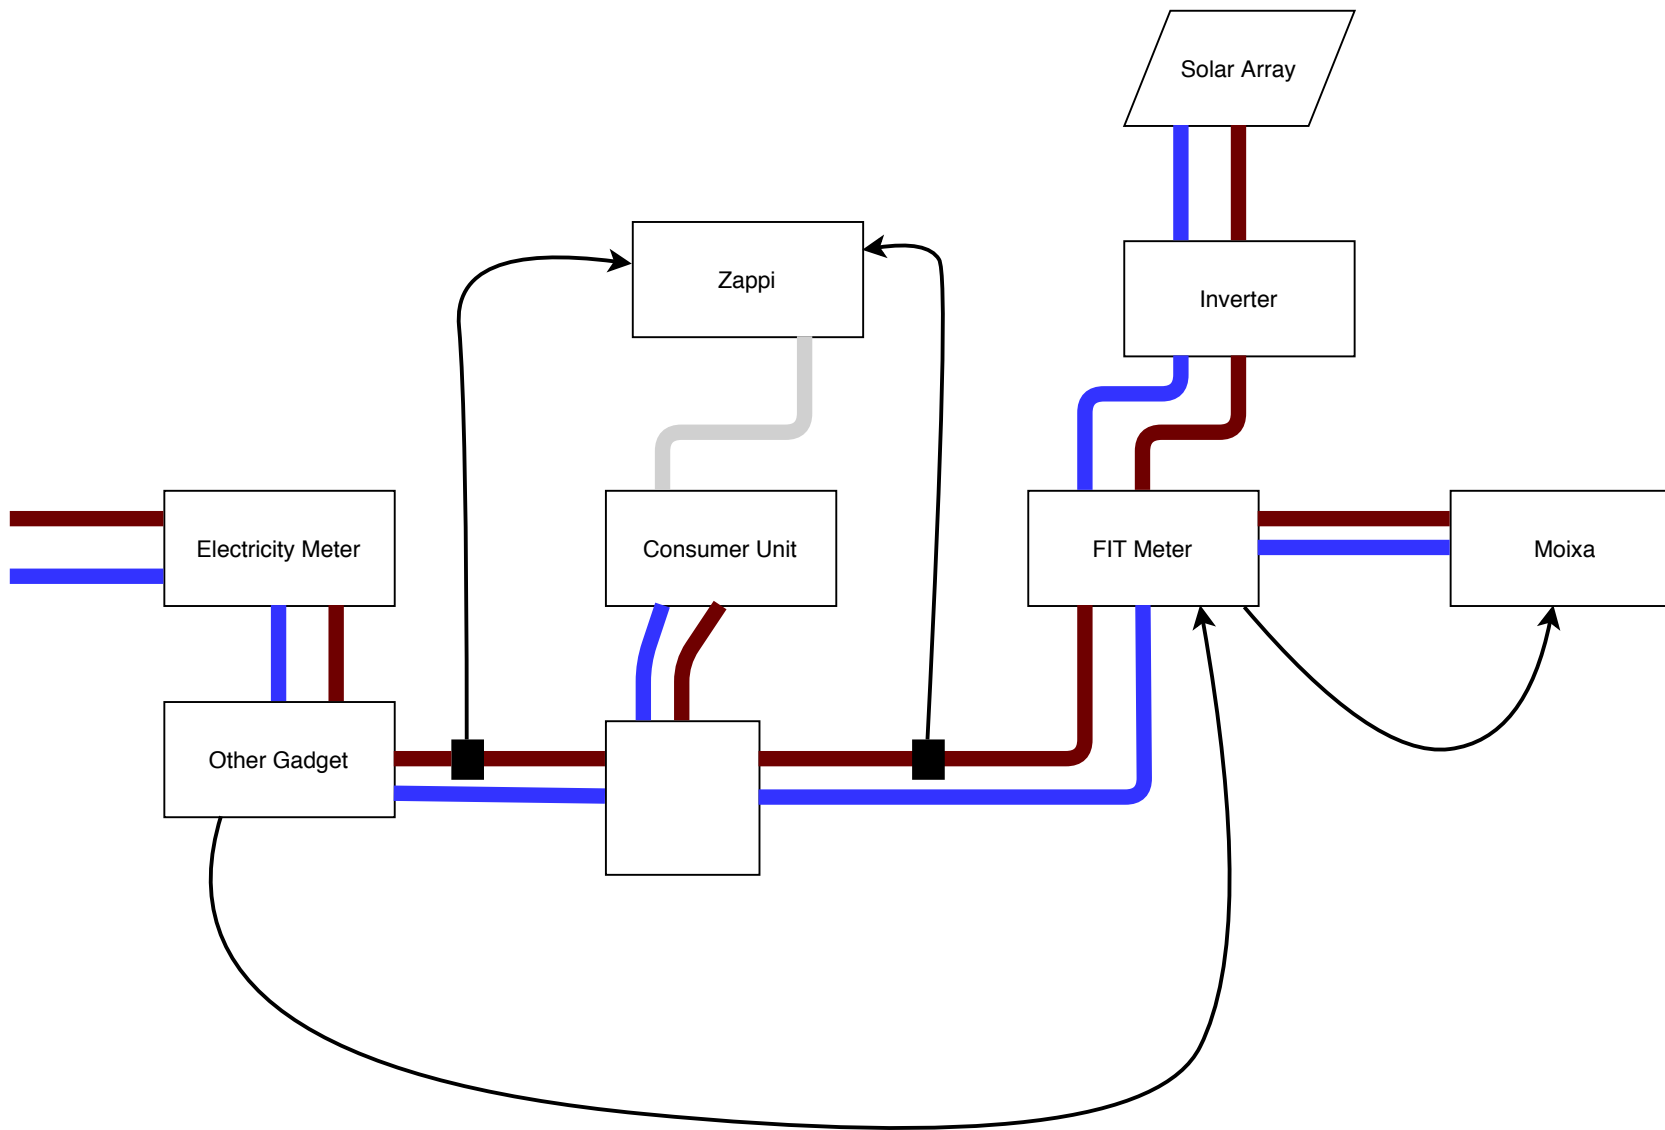 Solar Array
Zappi
Inverter
Electricity Meter
Consumer Unit
FIT Meter
Moixa
Other Gadget